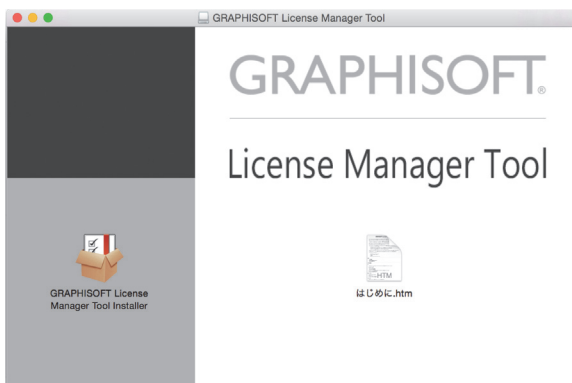 GRAPHISOFT License Manager Tool
GRAPHISOFT®
License Manager Tool
HTM
GRAPHISOFT License
Manager Tool Installer
はじめに.htm